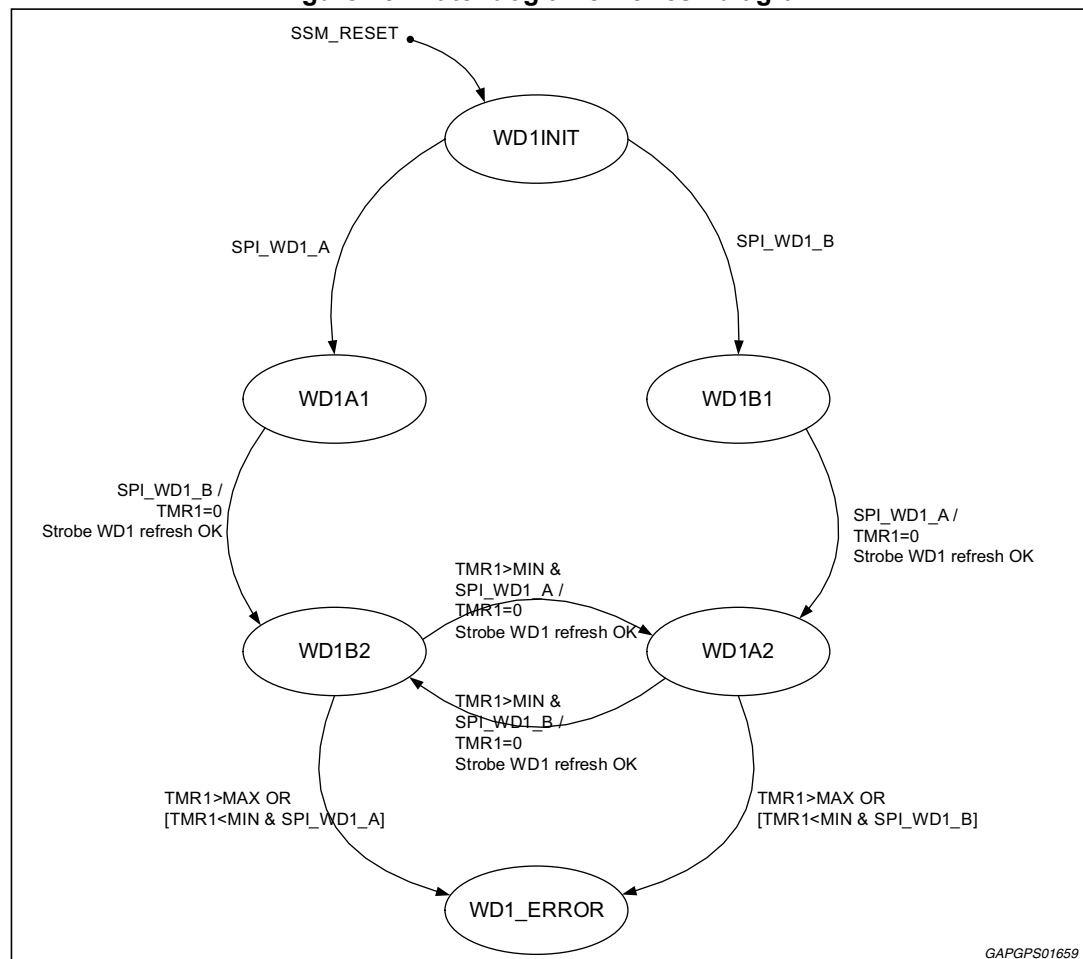 SSM_RESET
WD1INIT
SPI_WD1_A
SPI_WD1_B
WD1A1
WD1B1
SPI_WD1_B /
TMR1=0
Strobe WD1 refresh OK
SPI_WD1_A /
TMR1=0
Strobe WD1 refresh OK
TMR1>MIN &
SPI_WD1_A /
TMR1=0
Strobe WD1 refresh OK
WD1B2
WD1A2
TMR1>MIN &
SPI_WD1_B /
TMR1=0
Strobe WD1 refresh OK
TMR1>MAX OR
[TMR1<MIN & SPI_WD1_A]
TMR1>MAX OR
[TMR1<MIN & SPI_WD1_B]
WD1_ERROR
GAPGPS01659